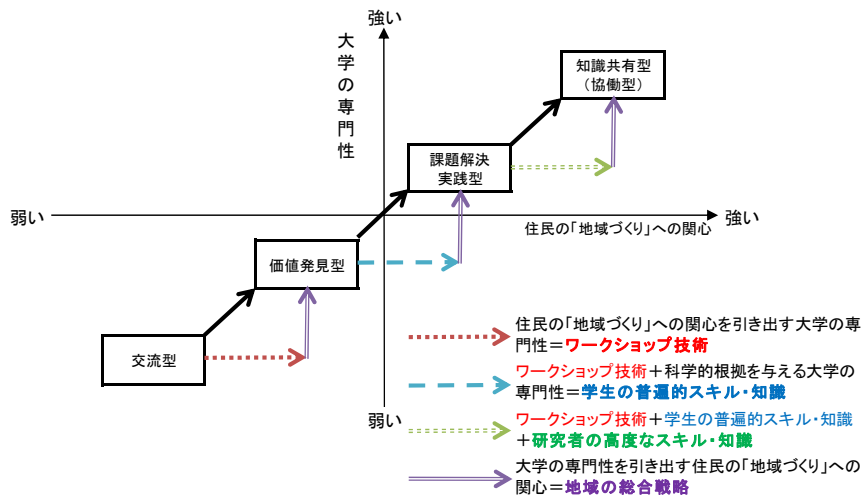 強い
大学の専門性
知識共有型
（協働型）
課題解決
実践型
弱い
強い
住民の「地域づくり」への関心
価値発見型
交流型
弱い
住民の「地域づくり」への関心を引き出す大学の専
門性＝ワークショップ技術
ワークショップ技術＋科学的根拠を与える大学の
専門性＝学生の普遍的スキル・知識
ワークショップ技術＋学生の普遍的スキル・知識
＋研究者の高度なスキル・知識
大学の専門性を引き出す住民の「地域づくり」への
関心＝地域の総合戦略